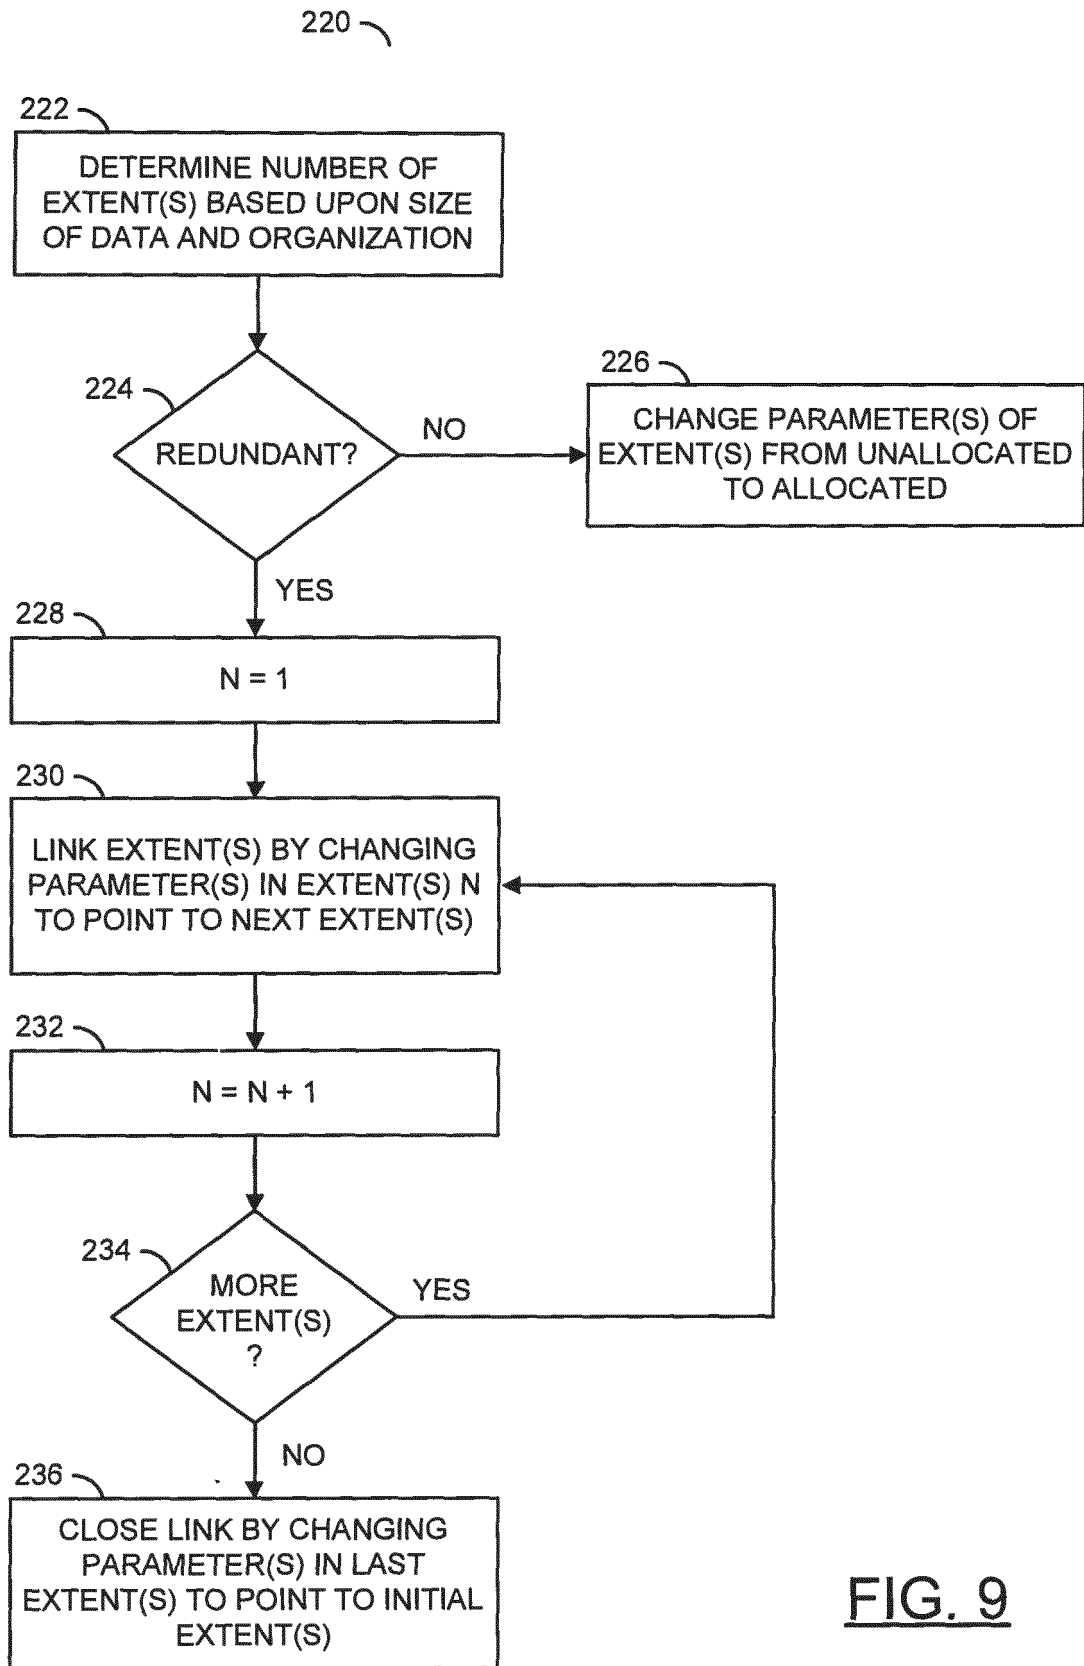 220
222
DETERMINE NUMBER OF
EXTENT(S) BASED UPON SIZE
OF DATA AND ORGANIZATION
224
REDUNDANT?
NO
226
CHANGE PARAMETER(S) OF
EXTENT(S) FROM UNALLOCATED
TO ALLOCATED
YES
228
N = 1
230
LINK EXTENT(S) BY CHANGING
PARAMETER(S) IN EXTENT(S) N
TO POINT TO NEXT EXTENT(S)
232
N = N + 1
234
MORE
EXTENT(S)
?
YES
NO
236
CLOSE LINK BY CHANGING
PARAMETER(S) IN LAST
EXTENT(S) TO POINT TO INITIAL
EXTENT(S)
FIG. 9